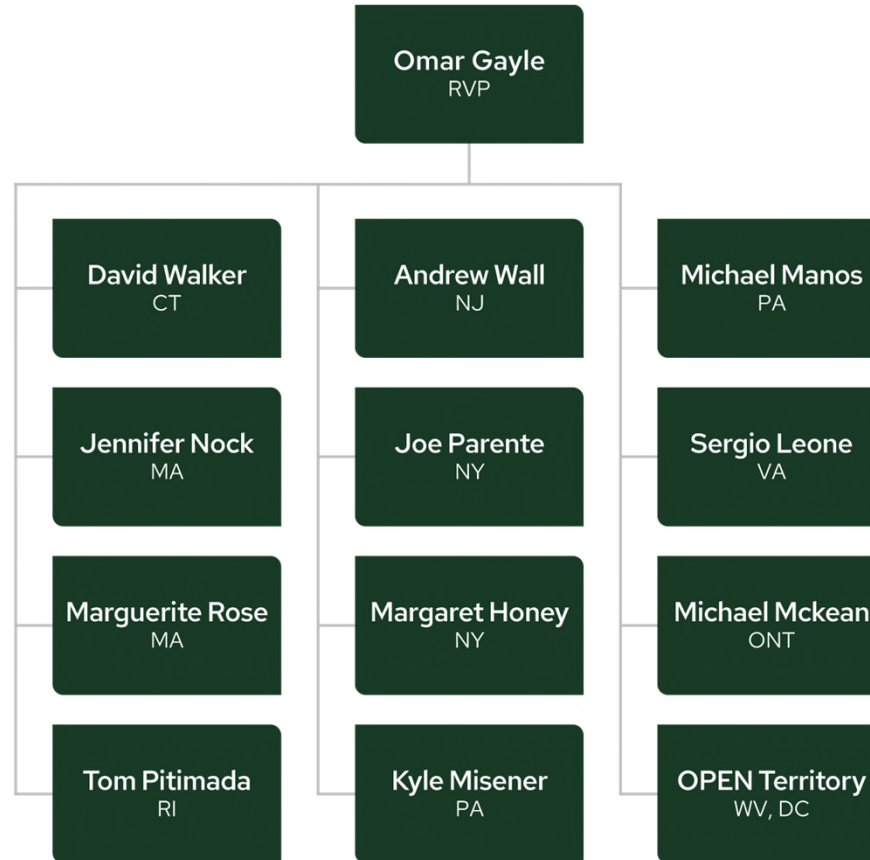 Omar Gayle
RVP
David Walker
CT
Andrew Wall
NJ
Michael Manos
PA
Jennifer Nock
MA
Joe Parente
NY
Sergio Leone
VA
Marguerite Rose
MA
Margaret Honey
NY
Michael Mckean
ONT
Tom Pitimada
RI
Kyle Misener
PA
OPEN Territory
WV, DC